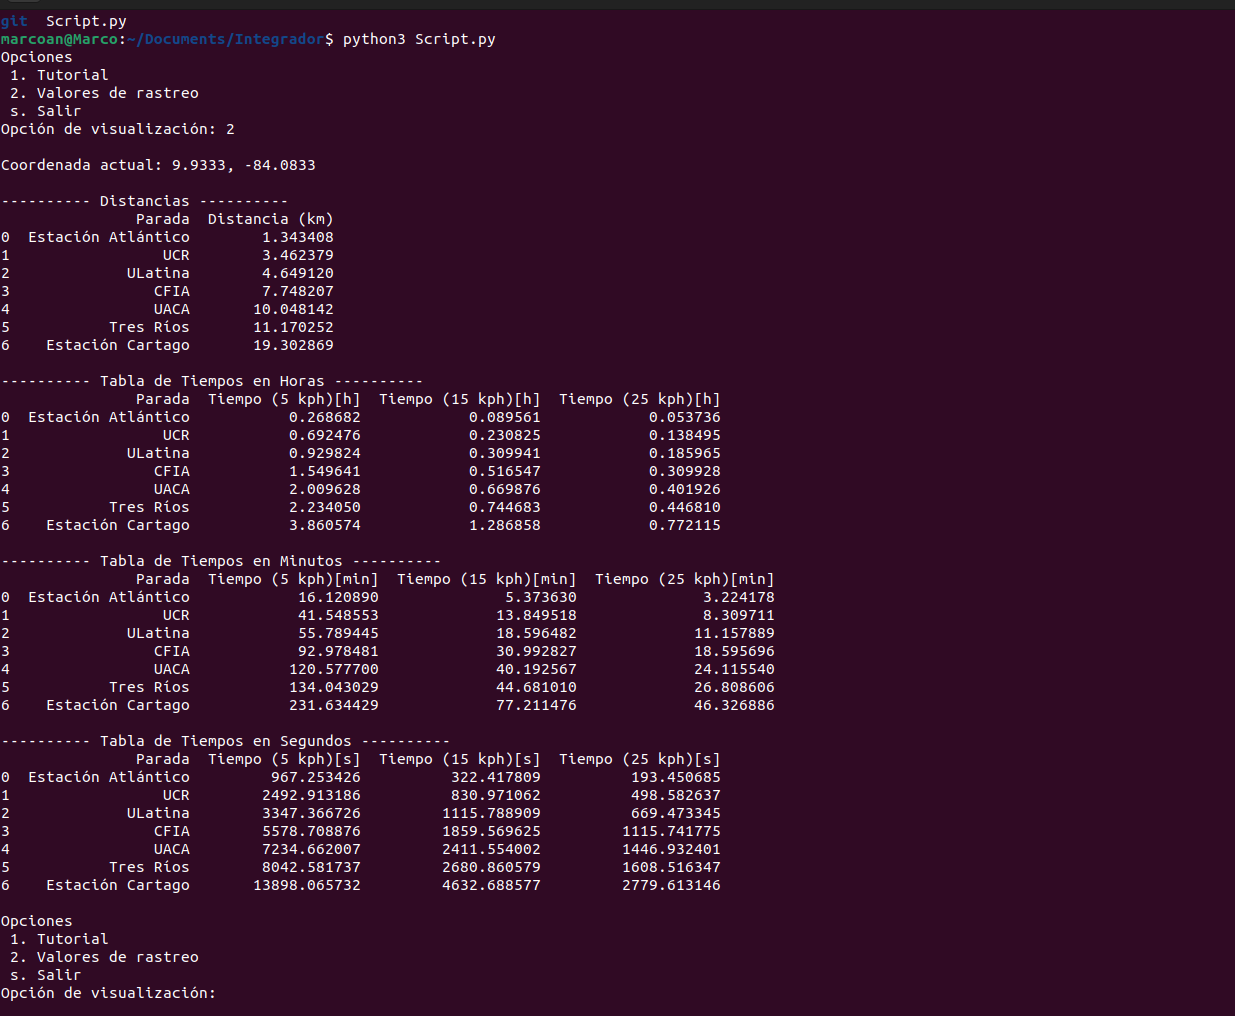 git  Script.py
marcoan@Marco:~/Documents/Integrador$ python3 Script.py
Opciones
 1. Tutorial
 2. Valores de rastreo
 s. Salir
Opción de visualización: 2

Coordenada actual: 9.9333, -84.0833

---------- Distancias ----------
               Parada  Distancia (km)
0  Estación Atlántico        1.343408
1                 UCR        3.462379
2             ULatina        4.649120
3                CFIA        7.748207
4                UACA       10.048142
5           Tres Ríos       11.170252
6    Estación Cartago       19.302869

---------- Tabla de Tiempos en Horas ----------
               Parada  Tiempo (5 kph)[h]  Tiempo (15 kph)[h]  Tiempo (25 kph)[h]
0  Estación Atlántico           0.268682            0.089561            0.053736
1                 UCR           0.692476            0.230825            0.138495
2             ULatina           0.929824            0.309941            0.185965
3                CFIA           1.549641            0.516547            0.309928
4                UACA           2.009628            0.669876            0.401926
5           Tres Ríos           2.234050            0.744683            0.446810
6    Estación Cartago           3.860574            1.286858            0.772115

---------- Tabla de Tiempos en Minutos ----------
               Parada  Tiempo (5 kph)[min]  Tiempo (15 kph)[min]  Tiempo (25 kph)[min]
0  Estación Atlántico            16.120890              5.373630              3.224178
1                 UCR            41.548553             13.849518              8.309711
2             ULatina            55.789445             18.596482             11.157889
3                CFIA            92.978481             30.992827             18.595696
4                UACA           120.577700             40.192567             24.115540
5           Tres Ríos           134.043029             44.681010             26.808606
6    Estación Cartago           231.634429             77.211476             46.326886

---------- Tabla de Tiempos en Segundos ----------
               Parada  Tiempo (5 kph)[s]  Tiempo (15 kph)[s]  Tiempo (25 kph)[s]
0  Estación Atlántico         967.253426          322.417809          193.450685
1                 UCR        2492.913186          830.971062          498.582637
2             ULatina        3347.366726         1115.788909          669.473345
3                CFIA        5578.708876         1859.569625         1115.741775
4                UACA        7234.662007         2411.554002         1446.932401
5           Tres Ríos        8042.581737         2680.860579         1608.516347
6    Estación Cartago       13898.065732         4632.688577         2779.613146

Opciones
 1. Tutorial
 2. Valores de rastreo
 s. Salir
Opción de visualización: